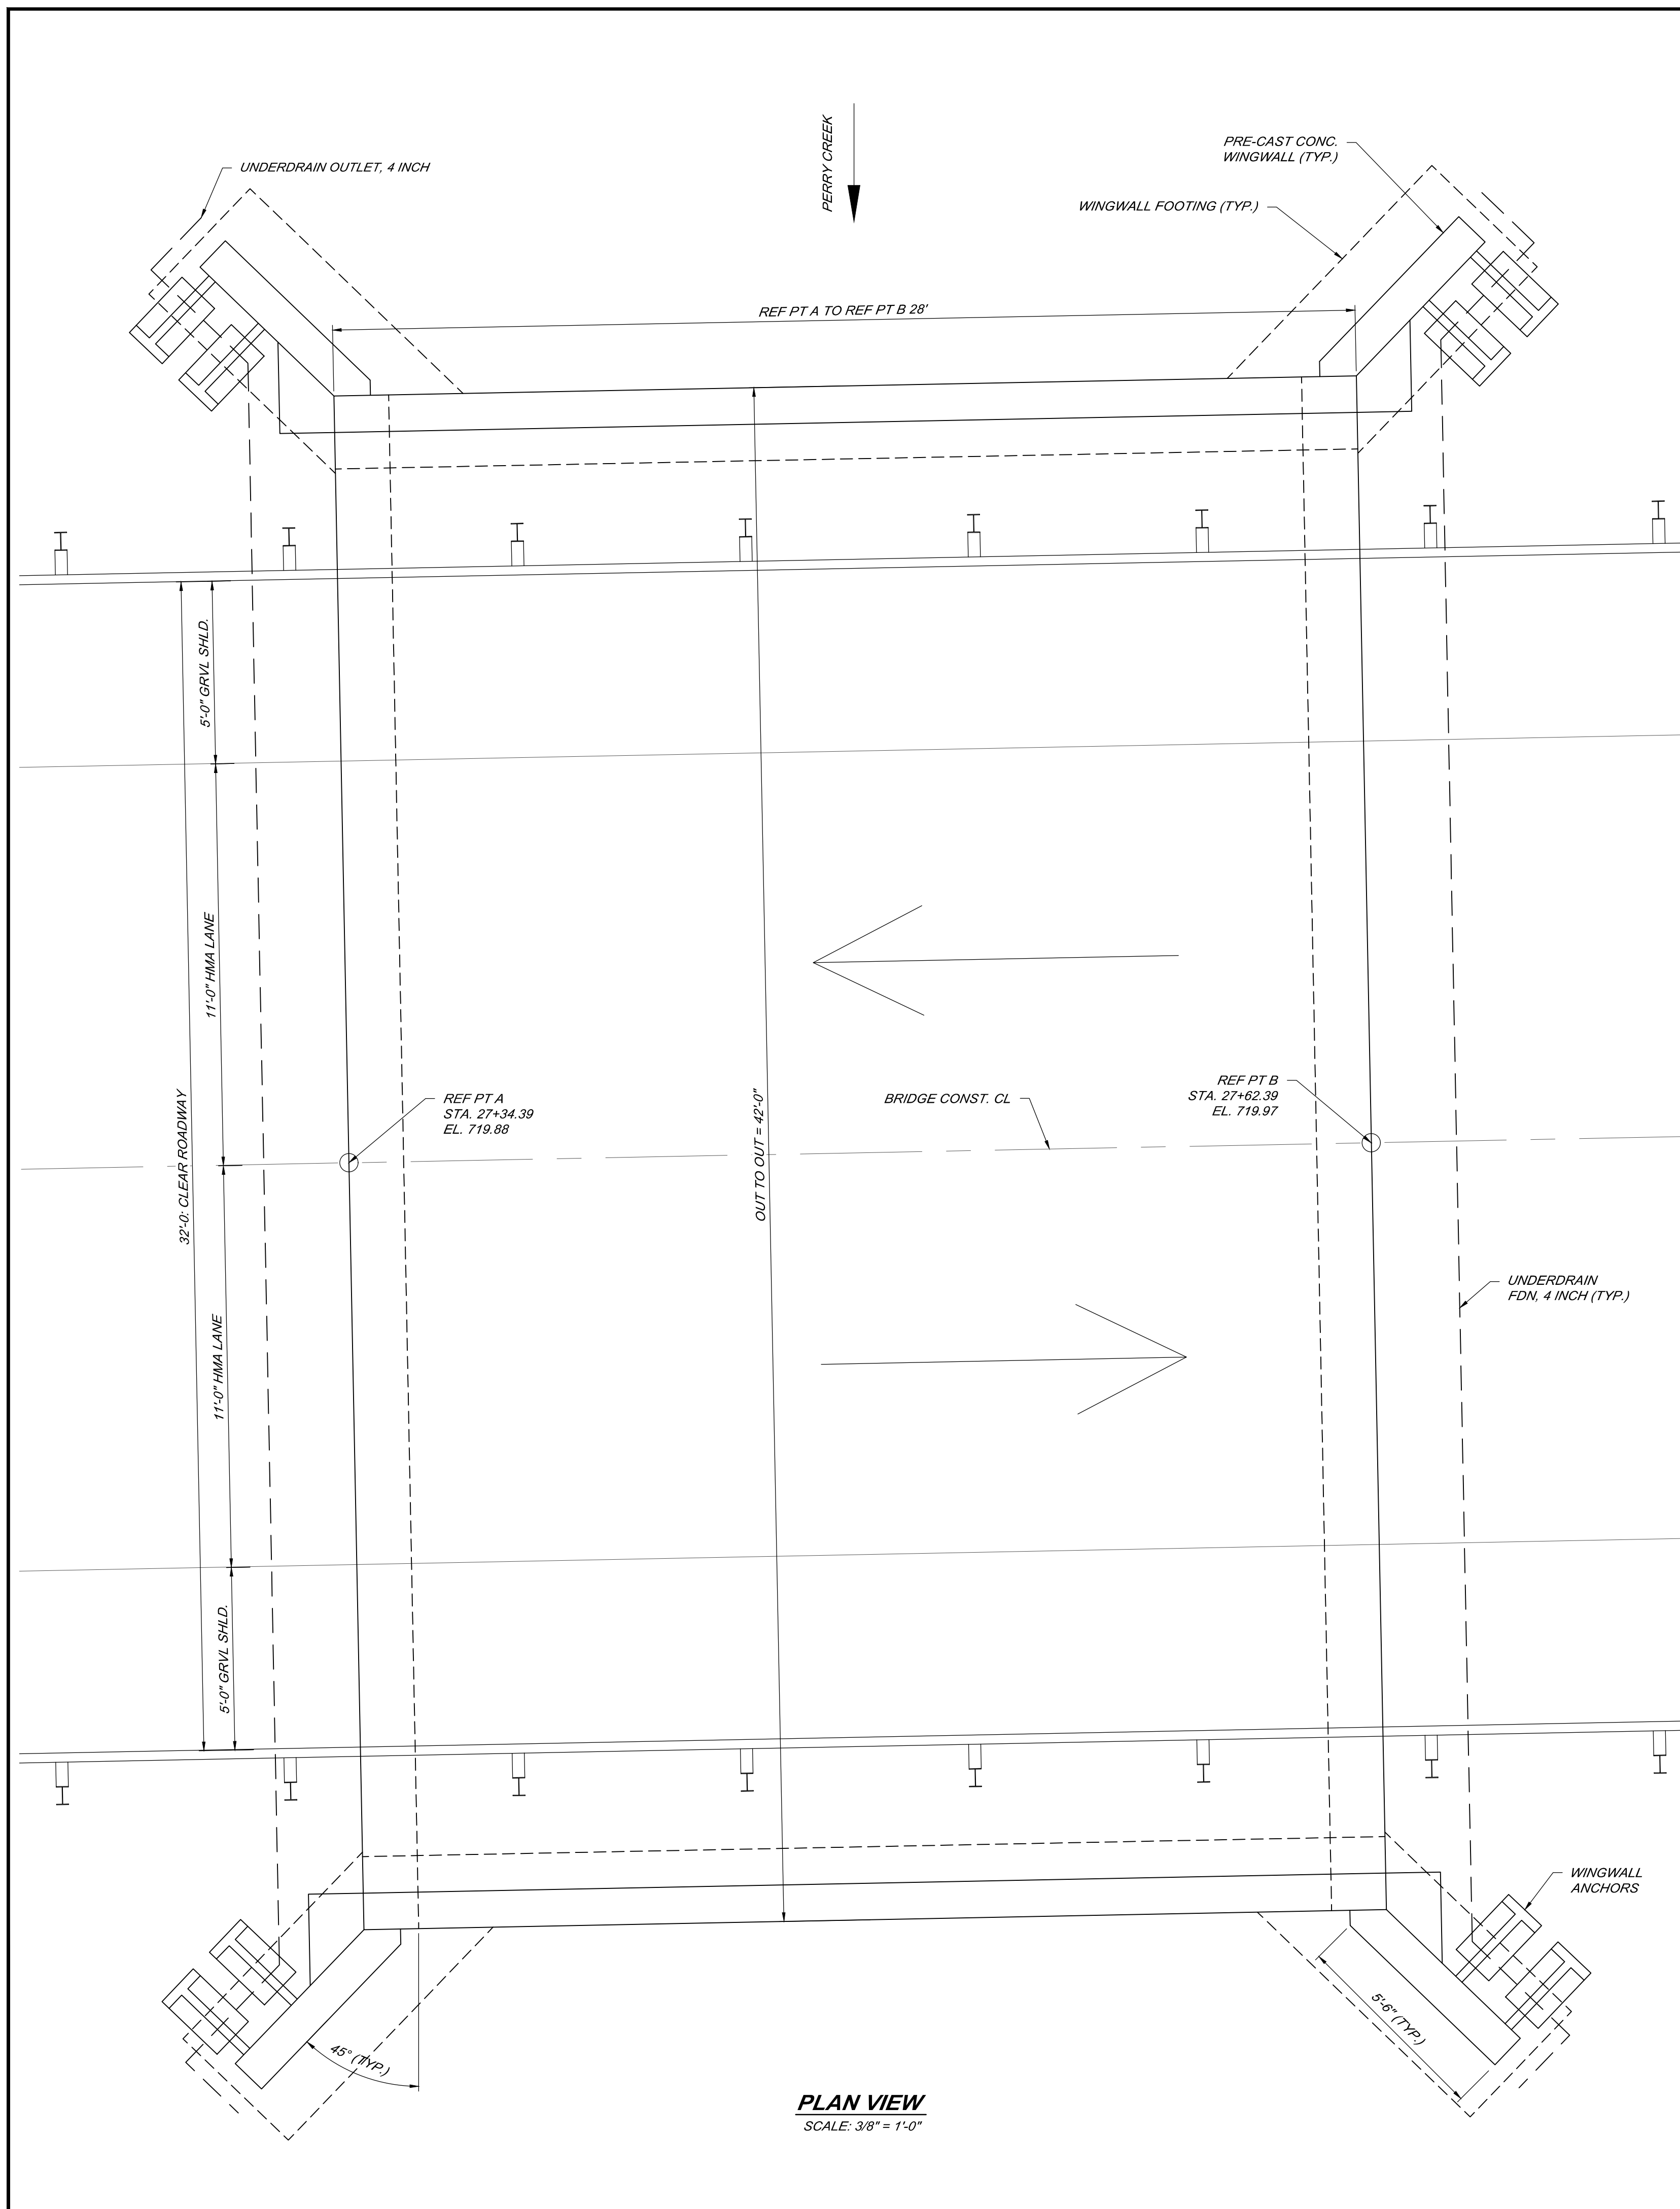 UNDERDRAIN OUTLET, 4 INCH
PERRY CREEK
PRE-CAST CONC.
WINGWALL (TYP.)
WINGWALL FOOTING (TYP.)
REF PT A TO REF PT B 28'
5'-0" GRVL SHLD.
11'-0" HMA LANE
32'-0: CLEAR ROADWAY
REF PT A
STA. 27+34.39
EL. 719.88
OUT TO OUT = 42'-0"
BRIDGE CONST. CL
REF PT B
STA. 27+62.39
EL. 719.97
UNDERDRAIN
FDN, 4 INCH (TYP.)
11'-0" HMA LANE
5'-0" GRVL SHLD.
WINGWALL
ANCHORS
5'-6" (TYP.)
45° (TYP.)
PLAN VIEW
SCALE: 3/8" = 1'-0"